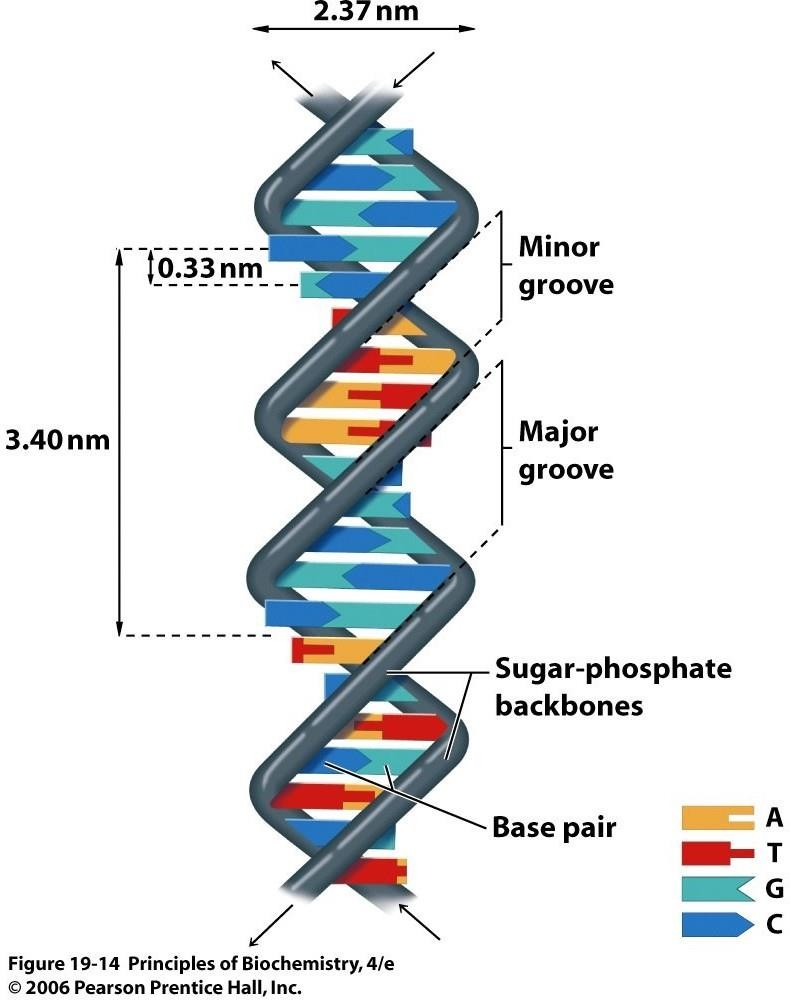 2.37 nm
Minor
groove
0.33 nm
3.40 nm
Major
groove
Sugar-phosphate
backbones
Base pair
A
T
G
C
Figure 19-14 Principles of Biochemistry, 4/e
© 2006 Pearson Prentice Hall, Inc.